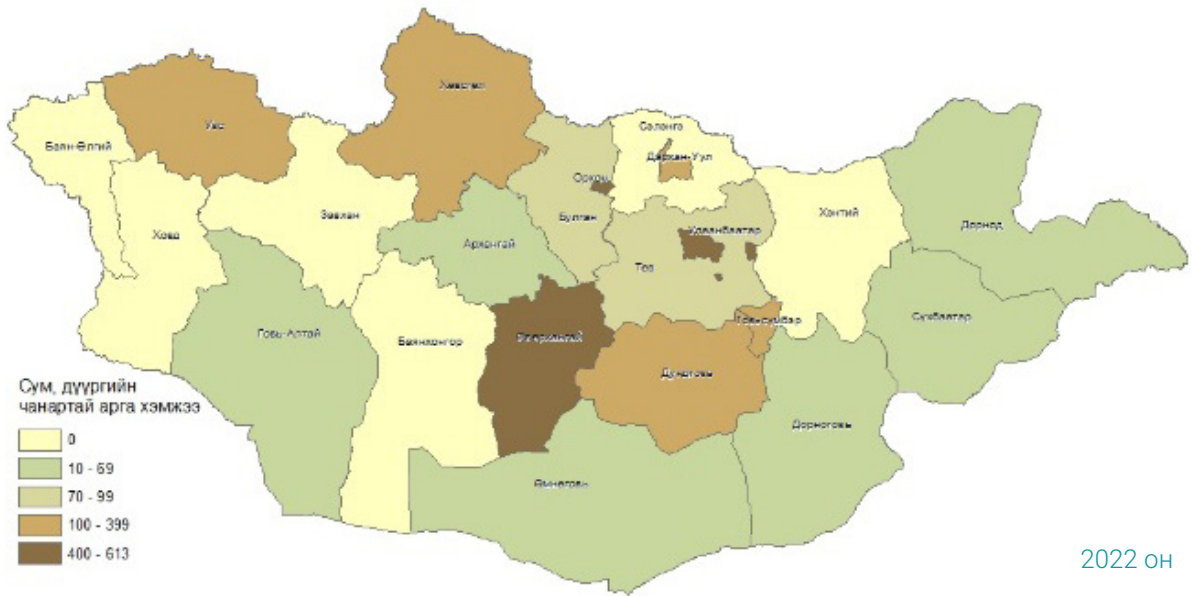 Хөвсгөл
Увс
Сэлэнгэ
Баян-Өлгий
Дархан-Уул
Орхон
Завхан
Булган
Хэнтий
Ховд
Улаанбаатар
Дорнод
Архангай
Төв
Говь-Алтай
Баянхонгор
Өвөрхангай
Говьсүмбэр
Сүхбаатар
Дундговь
Дорноговь
Өмнөговь
Сум, дүүргийн
чанартай арга хэмжээ
0
10 - 69
70 - 99
100 - 399
400 - 613
2022 он